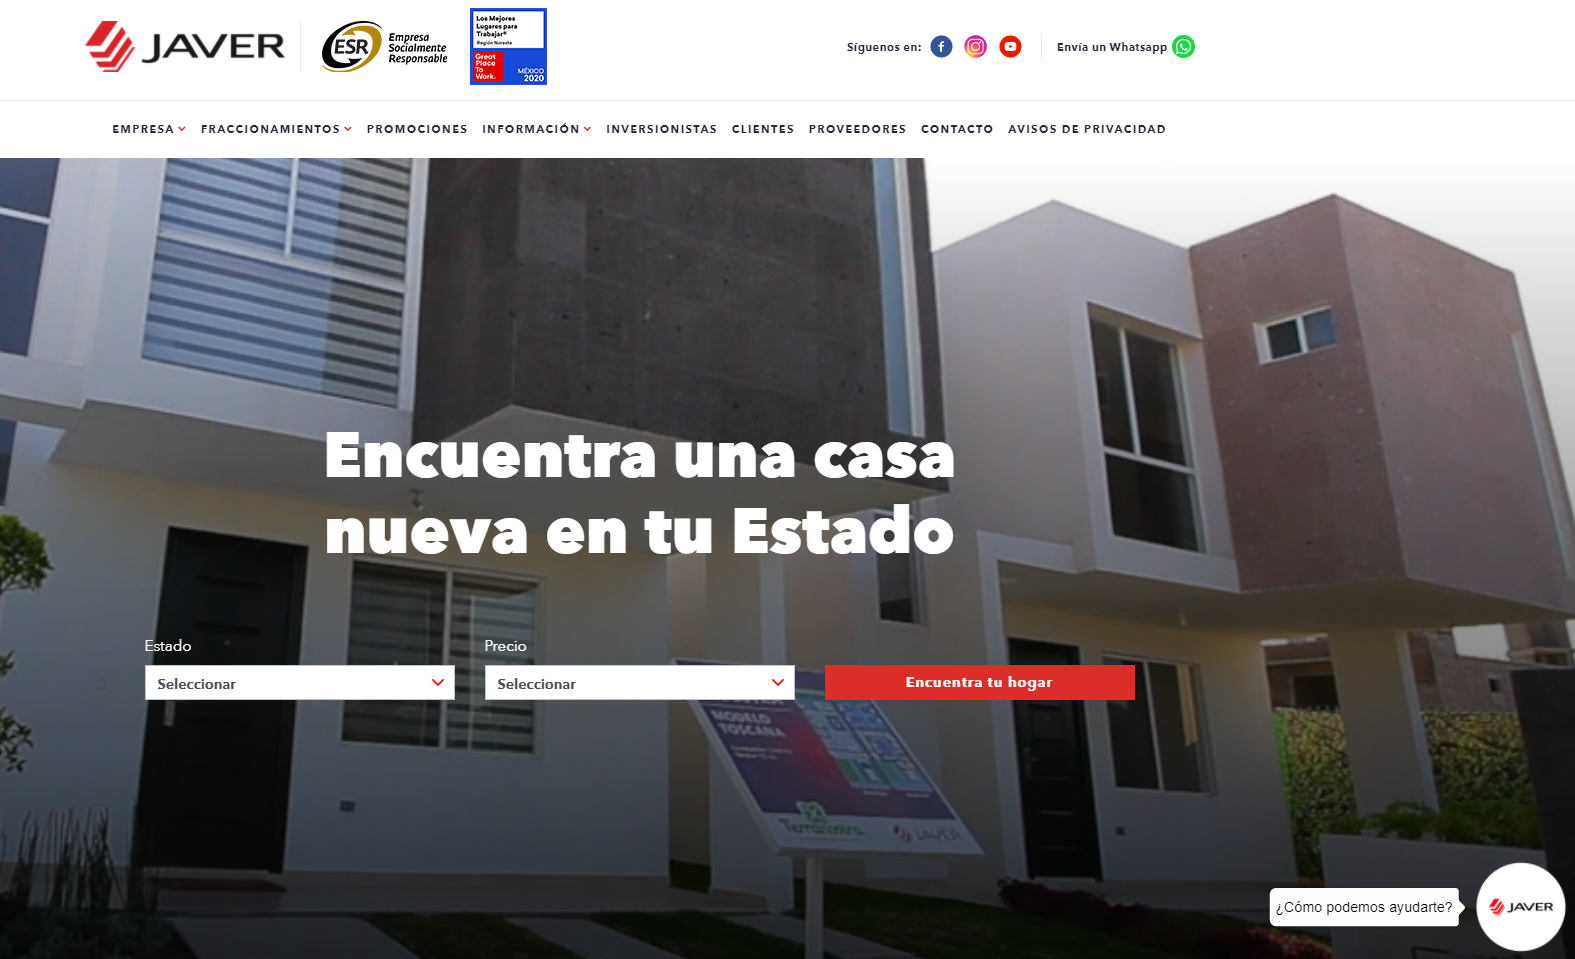 JAVER
ESR
Empresa
Socialmente
Responsable
Los Mejores
Lugares para
Trabajar®
Región Noreste
Great
Place
To
Work.
MÉXICO
2020
Síguenos en:
Envía un Whatsapp
EMPRESA FRACCIONAMIENTOS PROMOCIONES INFORMACIÓN INVERSIONISTAS CLIENTES PROVEEDORES CONTACTO AVISOS DE PRIVACIDAD
Encuentra una casa
nueva en tu Estado
Estado
Precio
Seleccionar
Seleccionar
Encuentra tu hogar
MODELO
TOSCANA
JAVER
¿Cómo podemos ayudarte?
JAVER